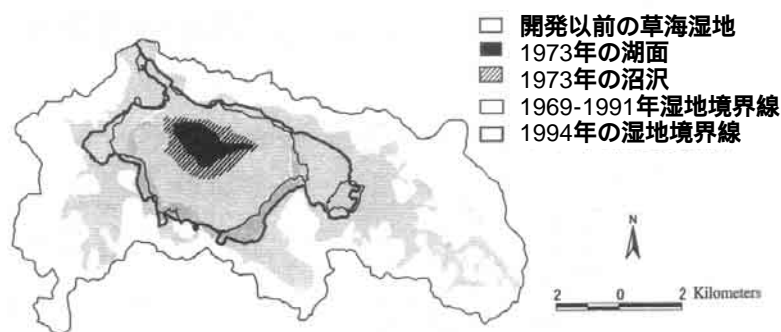 開発以前の草海湿地
1973年の湖面
1973年の沼沢
1969-1991年湿地境界線
1994年の湿地境界線
N
2 0 2 Kilometers